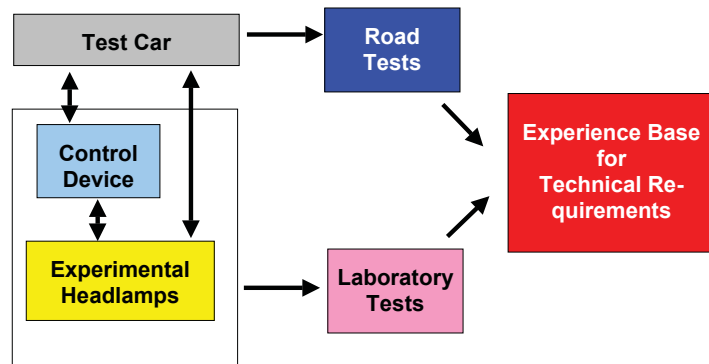 Test Car
Road
Tests
Control
Device
Experience Base
for
Technical Re-
quirements
Experimental
Headlamps
Laboratory
Tests